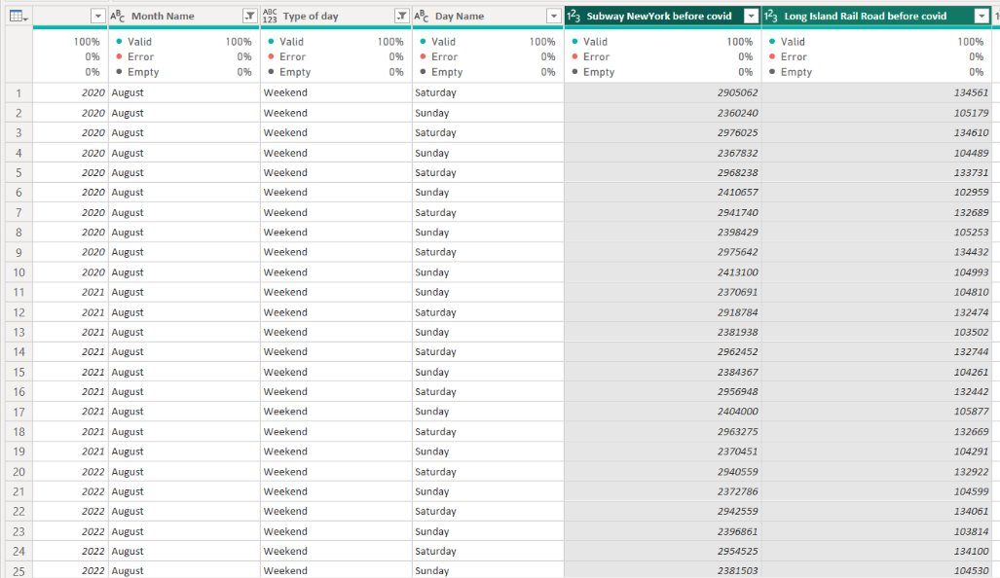 ABC Month Name ABC 123 Type of day ABC Day Name 123 Subway NewYork before covid 123 Long Island Rail Road before covid 1
100% Valid 100% Valid 100% Valid 100% Valid 100% Valid 100%
0% Error 0% Error 0% Error 0% Error 0% Error 0%
0% Empty 0% Empty 0% Empty 0% Empty 0% Empty 0%
1 2020 August Weekend Saturday 2905062 134561
2 2020 August Weekend Sunday 2360240 105179
3 2020 August Weekend Saturday 2976025 134610
4 2020 August Weekend Sunday 2367832 104489
5 2020 August Weekend Saturday 2968238 133731
6 2020 August Weekend Sunday 2410657 102959
7 2020 August Weekend Saturday 2941740 132689
8 2020 August Weekend Sunday 2398429 105253
9 2020 August Weekend Saturday 2975642 134432
10 2020 August Weekend Sunday 2413100 104993
11 2021 August Weekend Sunday 2370691 104810
12 2021 August Weekend Saturday 2918784 132474
13 2021 August Weekend Sunday 2381938 103502
14 2021 August Weekend Saturday 2962452 132744
15 2021 August Weekend Sunday 2384367 104261
16 2021 August Weekend Saturday 2956948 132442
17 2021 August Weekend Sunday 2404000 105877
18 2021 August Weekend Saturday 2963275 132669
19 2021 August Weekend Sunday 2370451 104291
20 2022 August Weekend Saturday 2940559 132922
21 2022 August Weekend Sunday 2372786 104599
22 2022 August Weekend Saturday 2942559 134061
23 2022 August Weekend Sunday 2396861 103814
24 2022 August Weekend Saturday 2954525 134100
25 2022 August Weekend Sunday 2381503 104530